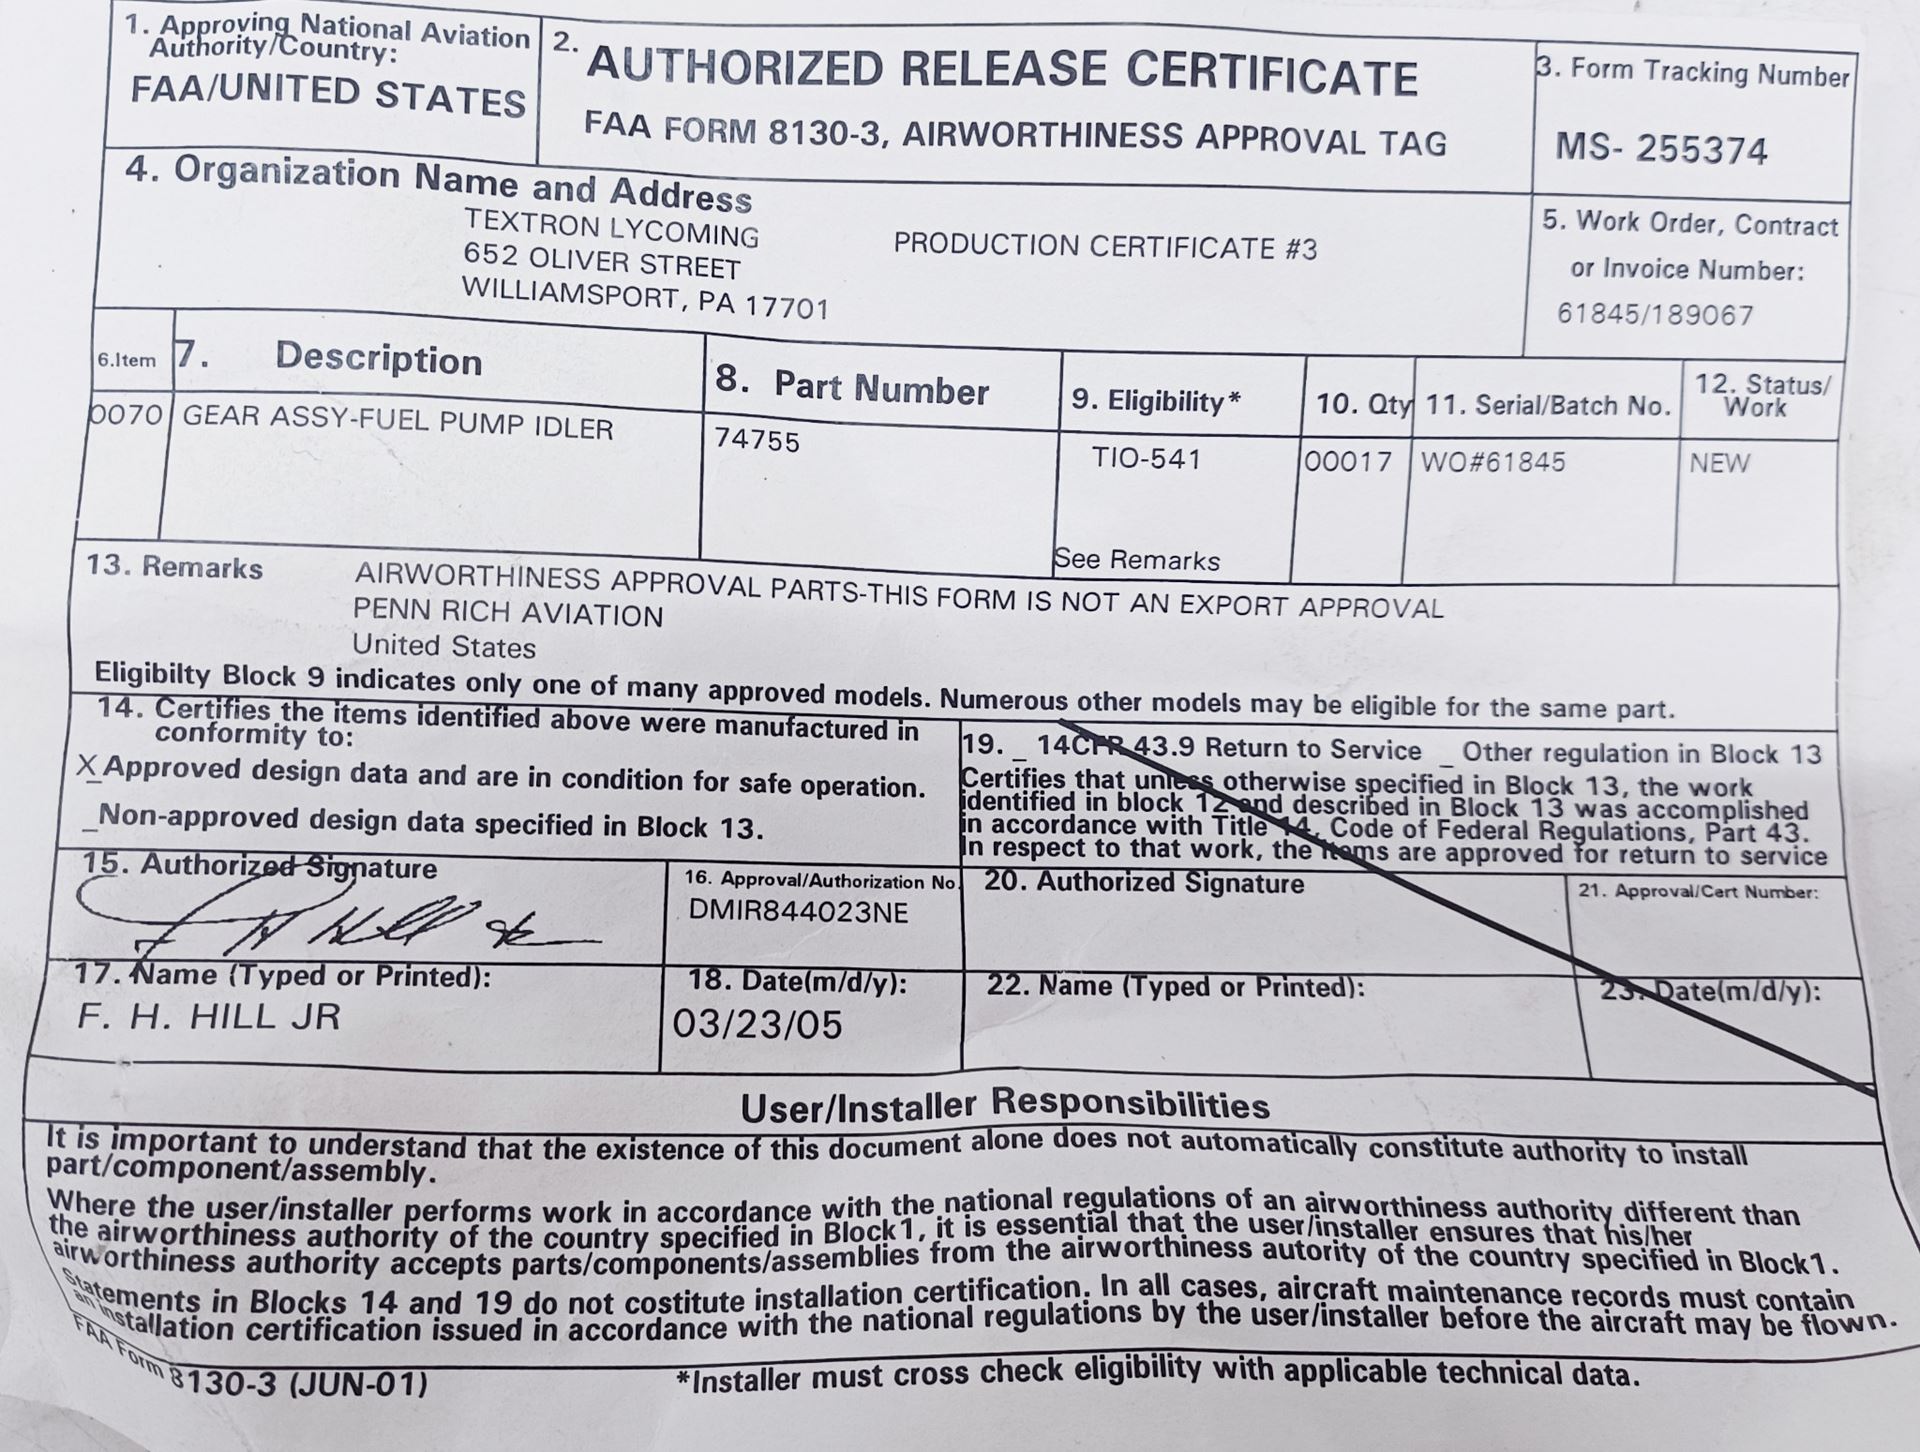 1. Approving National Aviation
Authority/Country:
FAA/UNITED STATES
2. AUTHORIZED RELEASE CERTIFICATE
FAA FORM 8130-3, AIRWORTHINESS APPROVAL TAG
3. Form Tracking Number
MS- 255374
4. Organization Name and Address
TEXTRON LYCOMING
652 OLIVER STREET
WILLIAMSPORT, PA 17701
PRODUCTION CERTIFICATE #3
5. Work Order, Contract
or Invoice Number:
61845/189067
6.Item 7. Description 8. Part Number 9. Eligibility* 10. Qty 11. Serial/Batch No. 12. Status/
Work
0070 GEAR ASSY-FUEL PUMP IDLER 74755 TIO-541 00017 WO#61845 NEW
See Remarks
13. Remarks AIRWORTHINESS APPROVAL PARTS-THIS FORM IS NOT AN EXPORT APPROVAL
PENN RICH AVIATION
United States
Eligibilty Block 9 indicates only one of many approved models. Numerous other models may be eligible for the same part.
14. Certifies the items identified above were manufactured in
conformity to:
X Approved design data and are in condition for safe operation.
_Non-approved design data specified in Block 13.
19. _ 14CFR 43.9 Return to Service _ Other regulation in Block 13
Certifies that unless otherwise specified in Block 13, the work
identified in block 12 and described in Block 13 was accomplished
in accordance with Title 14, Code of Federal Regulations, Part 43.
In respect to that work, the items are approved for return to service
15. Authorized Signature
F H Hill Jr
16. Approval/Authorization No.
DMIR844023NE
20. Authorized Signature
21. Approval/Cert Number:
17. Name (Typed or Printed):
F. H. HILL JR
18. Date(m/d/y):
03/23/05
22. Name (Typed or Printed):
23. Date(m/d/y):
User/Installer Responsibilities
It is important to understand that the existence of this document alone does not automatically constitute authority to install
part/component/assembly.
Where the user/installer performs work in accordance with the national regulations of an airworthiness authority different than
the airworthiness authority of the country specified in Block1, it is essential that the user/installer ensures that his/her
airworthiness authority accepts parts/components/assemblies from the airworthiness autority of the country specified in Block1.
Statements in Blocks 14 and 19 do not costitute installation certification. In all cases, aircraft maintenance records must contain
an installation certification issued in accordance with the national regulations by the user/installer before the aircraft may be flown.
FAA Form 8130-3 (JUN-01)
*Installer must cross check eligibility with applicable technical data.